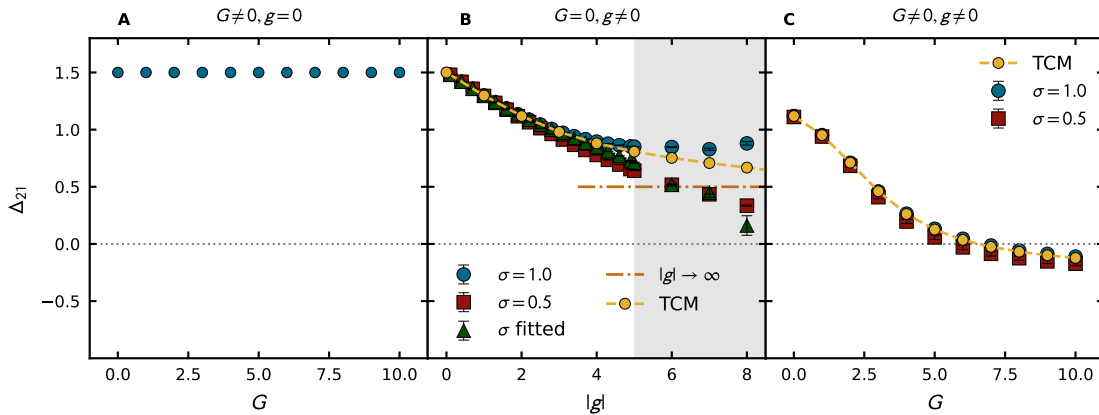 A
G≠0, g=0
B
G=0, g≠0
C
G≠0, g≠0
Δ21
1.5
1.0
0.5
0.0
−0.5
σ=1.0
σ=0.5
σ fitted
|g| → ∞
TCM
TCM
σ=1.0
σ=0.5
0.0
2.5
5.0
7.5
10.0
0
2
4
6
8
0.0
2.5
5.0
7.5
10.0
G
|g|
G